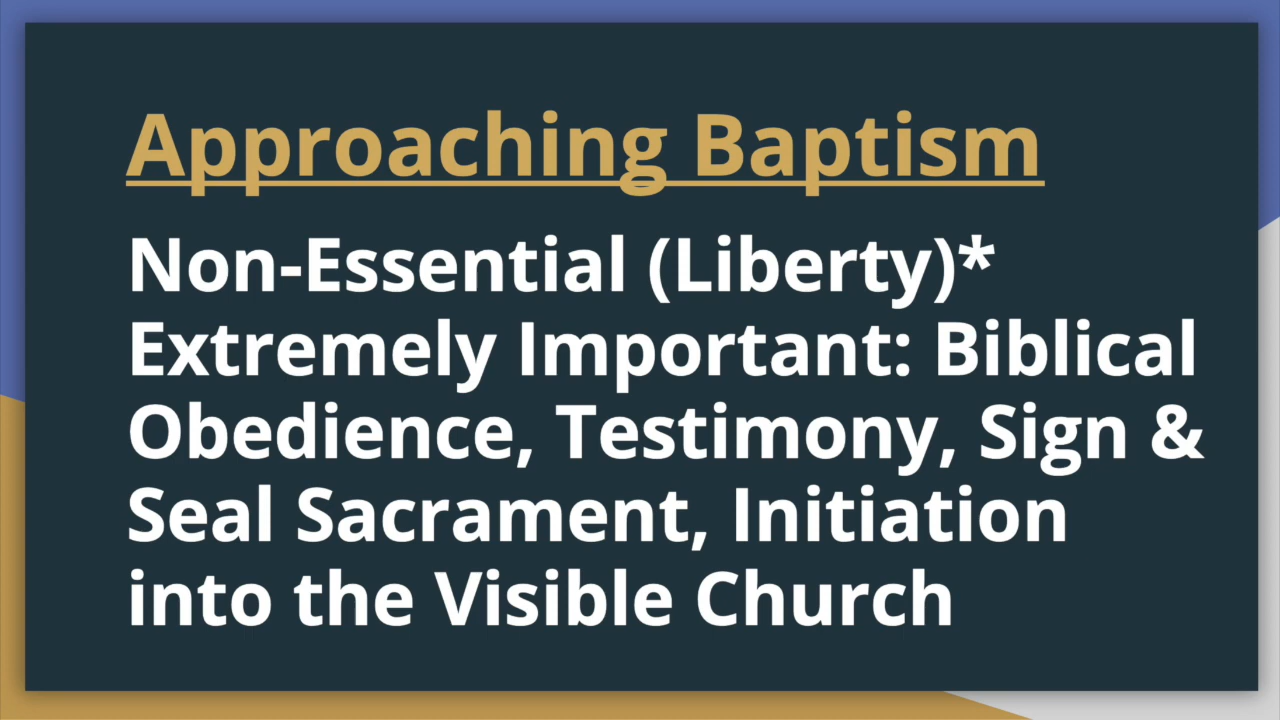 Approaching Baptism
Non-Essential (Liberty)*
Extremely Important: Biblical
Obedience, Testimony, Sign &
Seal Sacrament, Initiation
into the Visible Church